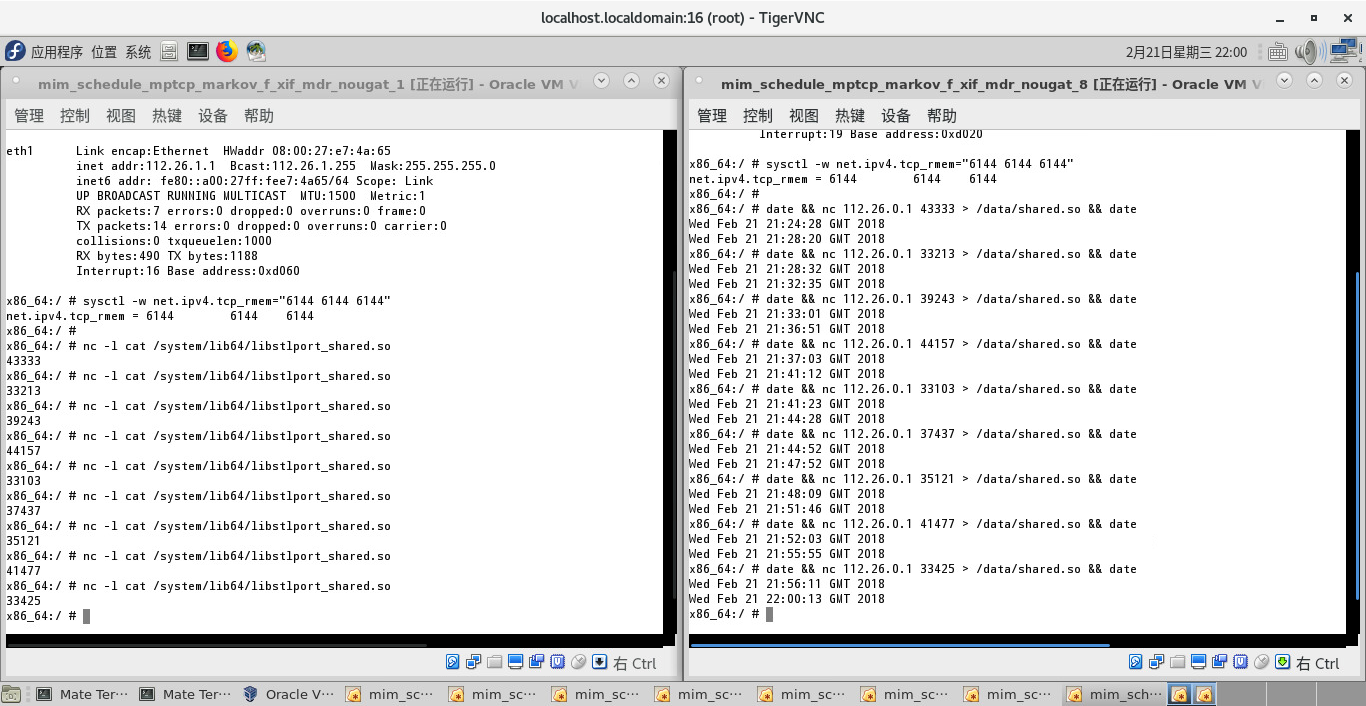 localhost.localdomain:16 (root) - TigerVNC
应用程序 位置 系统
2月21日星期三 22:00
mim_schedule_mptcp_markov_f_xif_mdr_nougat_1 [正在运行] - Oracle VM V
管理 控制 视图 热键 设备 帮助
eth1 Link encap:Ethernet HWaddr 08:00:27:e7:4a:65
inet addr:112.26.1.1 Bcast:112.26.1.255 Mask:255.255.255.0
inet6 addr: fe80::a00:27ff:fee7:4a65/64 Scope: Link
UP BROADCAST RUNNING MULTICAST MTU:1500 Metric:1
RX packets:7 errors:0 dropped:0 overruns:0 frame:0
TX packets:14 errors:0 dropped:0 overruns:0 carrier:0
collisions:0 txqueuelen:1000
RX bytes:490 TX bytes:1188
Interrupt:16 Base address:0xd060
x86_64:/ # sysctl -w net.ipv4.tcp_rmem="6144 6144 6144"
net.ipv4.tcp_rmem = 6144 6144 6144
x86_64:/ #
x86_64:/ # nc -l cat /system/lib64/libstlport_shared.so
43333
x86_64:/ # nc -l cat /system/lib64/libstlport_shared.so
33213
x86_64:/ # nc -l cat /system/lib64/libstlport_shared.so
39243
x86_64:/ # nc -l cat /system/lib64/libstlport_shared.so
44157
x86_64:/ # nc -l cat /system/lib64/libstlport_shared.so
33103
x86_64:/ # nc -l cat /system/lib64/libstlport_shared.so
37437
x86_64:/ # nc -l cat /system/lib64/libstlport_shared.so
35121
x86_64:/ # nc -l cat /system/lib64/libstlport_shared.so
41477
x86_64:/ # nc -l cat /system/lib64/libstlport_shared.so
33425
x86_64:/ #
右 Ctrl
mim_schedule_mptcp_markov_f_xif_mdr_nougat_8 [正在运行] - Oracle VM V
管理 控制 视图 热键 设备 帮助
Interrupt:19 Base address:0xd020
x86_64:/ # sysctl -w net.ipv4.tcp_rmem="6144 6144 6144"
net.ipv4.tcp_rmem = 6144 6144 6144
x86_64:/ #
x86_64:/ # date && nc 112.26.0.1 43333 > /data/shared.so && date
Wed Feb 21 21:24:28 GMT 2018
Wed Feb 21 21:28:20 GMT 2018
x86_64:/ # date && nc 112.26.0.1 33213 > /data/shared.so && date
Wed Feb 21 21:28:32 GMT 2018
Wed Feb 21 21:32:35 GMT 2018
x86_64:/ # date && nc 112.26.0.1 39243 > /data/shared.so && date
Wed Feb 21 21:33:01 GMT 2018
Wed Feb 21 21:36:51 GMT 2018
x86_64:/ # date && nc 112.26.0.1 44157 > /data/shared.so && date
Wed Feb 21 21:37:03 GMT 2018
Wed Feb 21 21:41:12 GMT 2018
x86_64:/ # date && nc 112.26.0.1 33103 > /data/shared.so && date
Wed Feb 21 21:41:23 GMT 2018
Wed Feb 21 21:44:28 GMT 2018
x86_64:/ # date && nc 112.26.0.1 37437 > /data/shared.so && date
Wed Feb 21 21:44:52 GMT 2018
Wed Feb 21 21:47:52 GMT 2018
x86_64:/ # date && nc 112.26.0.1 35121 > /data/shared.so && date
Wed Feb 21 21:48:09 GMT 2018
Wed Feb 21 21:51:46 GMT 2018
x86_64:/ # date && nc 112.26.0.1 41477 > /data/shared.so && date
Wed Feb 21 21:52:03 GMT 2018
Wed Feb 21 21:55:55 GMT 2018
x86_64:/ # date && nc 112.26.0.1 33425 > /data/shared.so && date
Wed Feb 21 21:56:11 GMT 2018
Wed Feb 21 22:00:13 GMT 2018
x86_64:/ #
右 Ctrl
Mate Ter··· Mate Ter··· Oracle V··· mim_sc··· mim_sc··· mim_sc··· mim_sc··· mim_sc··· mim_sc··· mim_sc··· mim_sch···